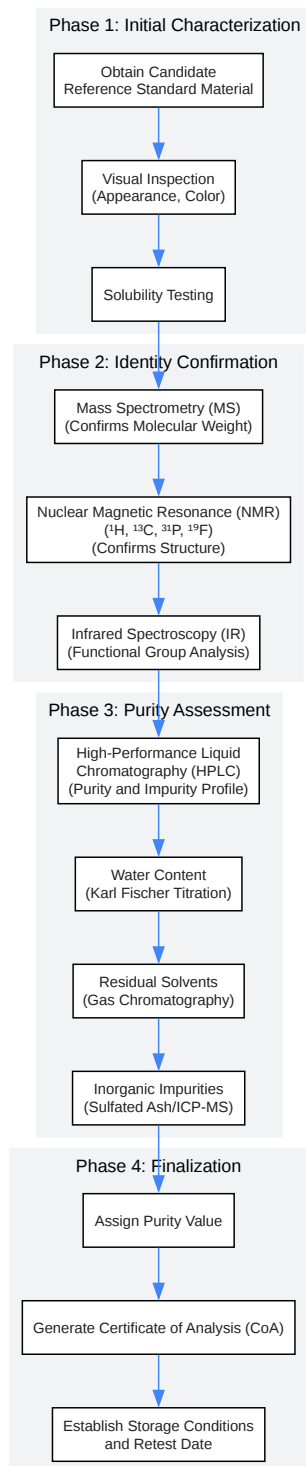 Phase 1: Initial Characterization
Obtain Candidate
Reference Standard Material
Visual Inspection
(Appearance, Color)
Solubility Testing
Phase 2: Identity Confirmation
Mass Spectrometry (MS)
(Confirms Molecular Weight)
Nuclear Magnetic Resonance (NMR)
(¹H, ¹³C, ³¹P, ¹⁹F)
(Confirms Structure)
Infrared Spectroscopy (IR)
(Functional Group Analysis)
Phase 3: Purity Assessment
High-Performance Liquid
Chromatography (HPLC)
(Purity and Impurity Profile)
Water Content
(Karl Fischer Titration)
Residual Solvents
(Gas Chromatography)
Inorganic Impurities
(Sulfated Ash/ICP-MS)
Phase 4: Finalization
Assign Purity Value
Generate Certificate of Analysis (CoA)
Establish Storage Conditions
and Retest Date